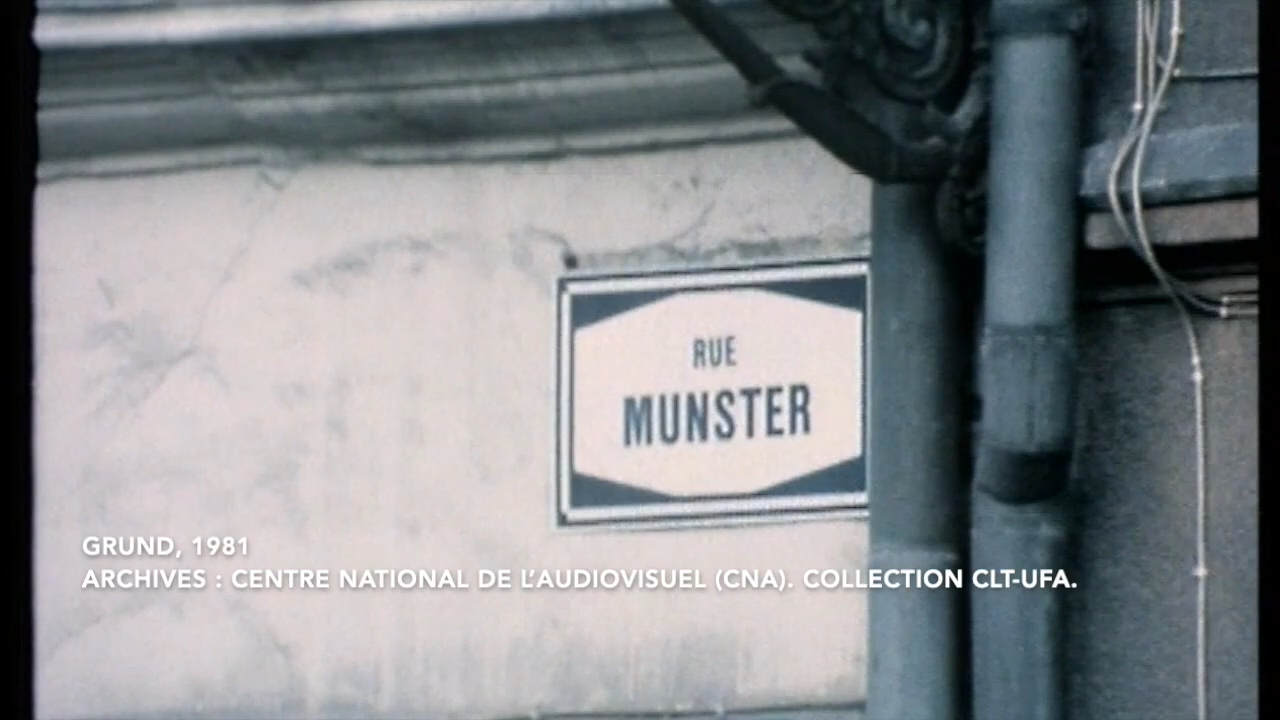 RUE
MUNSTER
GRUND, 1981
ARCHIVES : CENTRE NATIONAL DE L'AUDIOVISUEL (CNA). COLLECTION CLT-UFA.